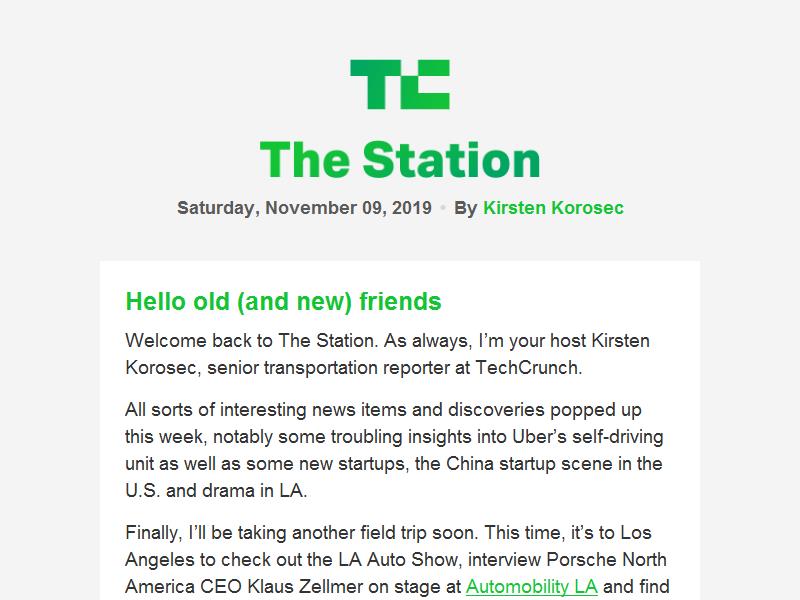 TC
The Station
Saturday, November 09, 2019 • By Kirsten Korosec
Hello old (and new) friends
Welcome back to The Station. As always, I’m your host Kirsten
Korosec, senior transportation reporter at TechCrunch.
All sorts of interesting news items and discoveries popped up
this week, notably some troubling insights into Uber’s self-driving
unit as well as some new startups, the China startup scene in the
U.S. and drama in LA.
Finally, I’ll be taking another field trip soon. This time, it’s to Los
Angeles to check out the LA Auto Show, interview Porsche North
America CEO Klaus Zellmer on stage at Automobility LA and find